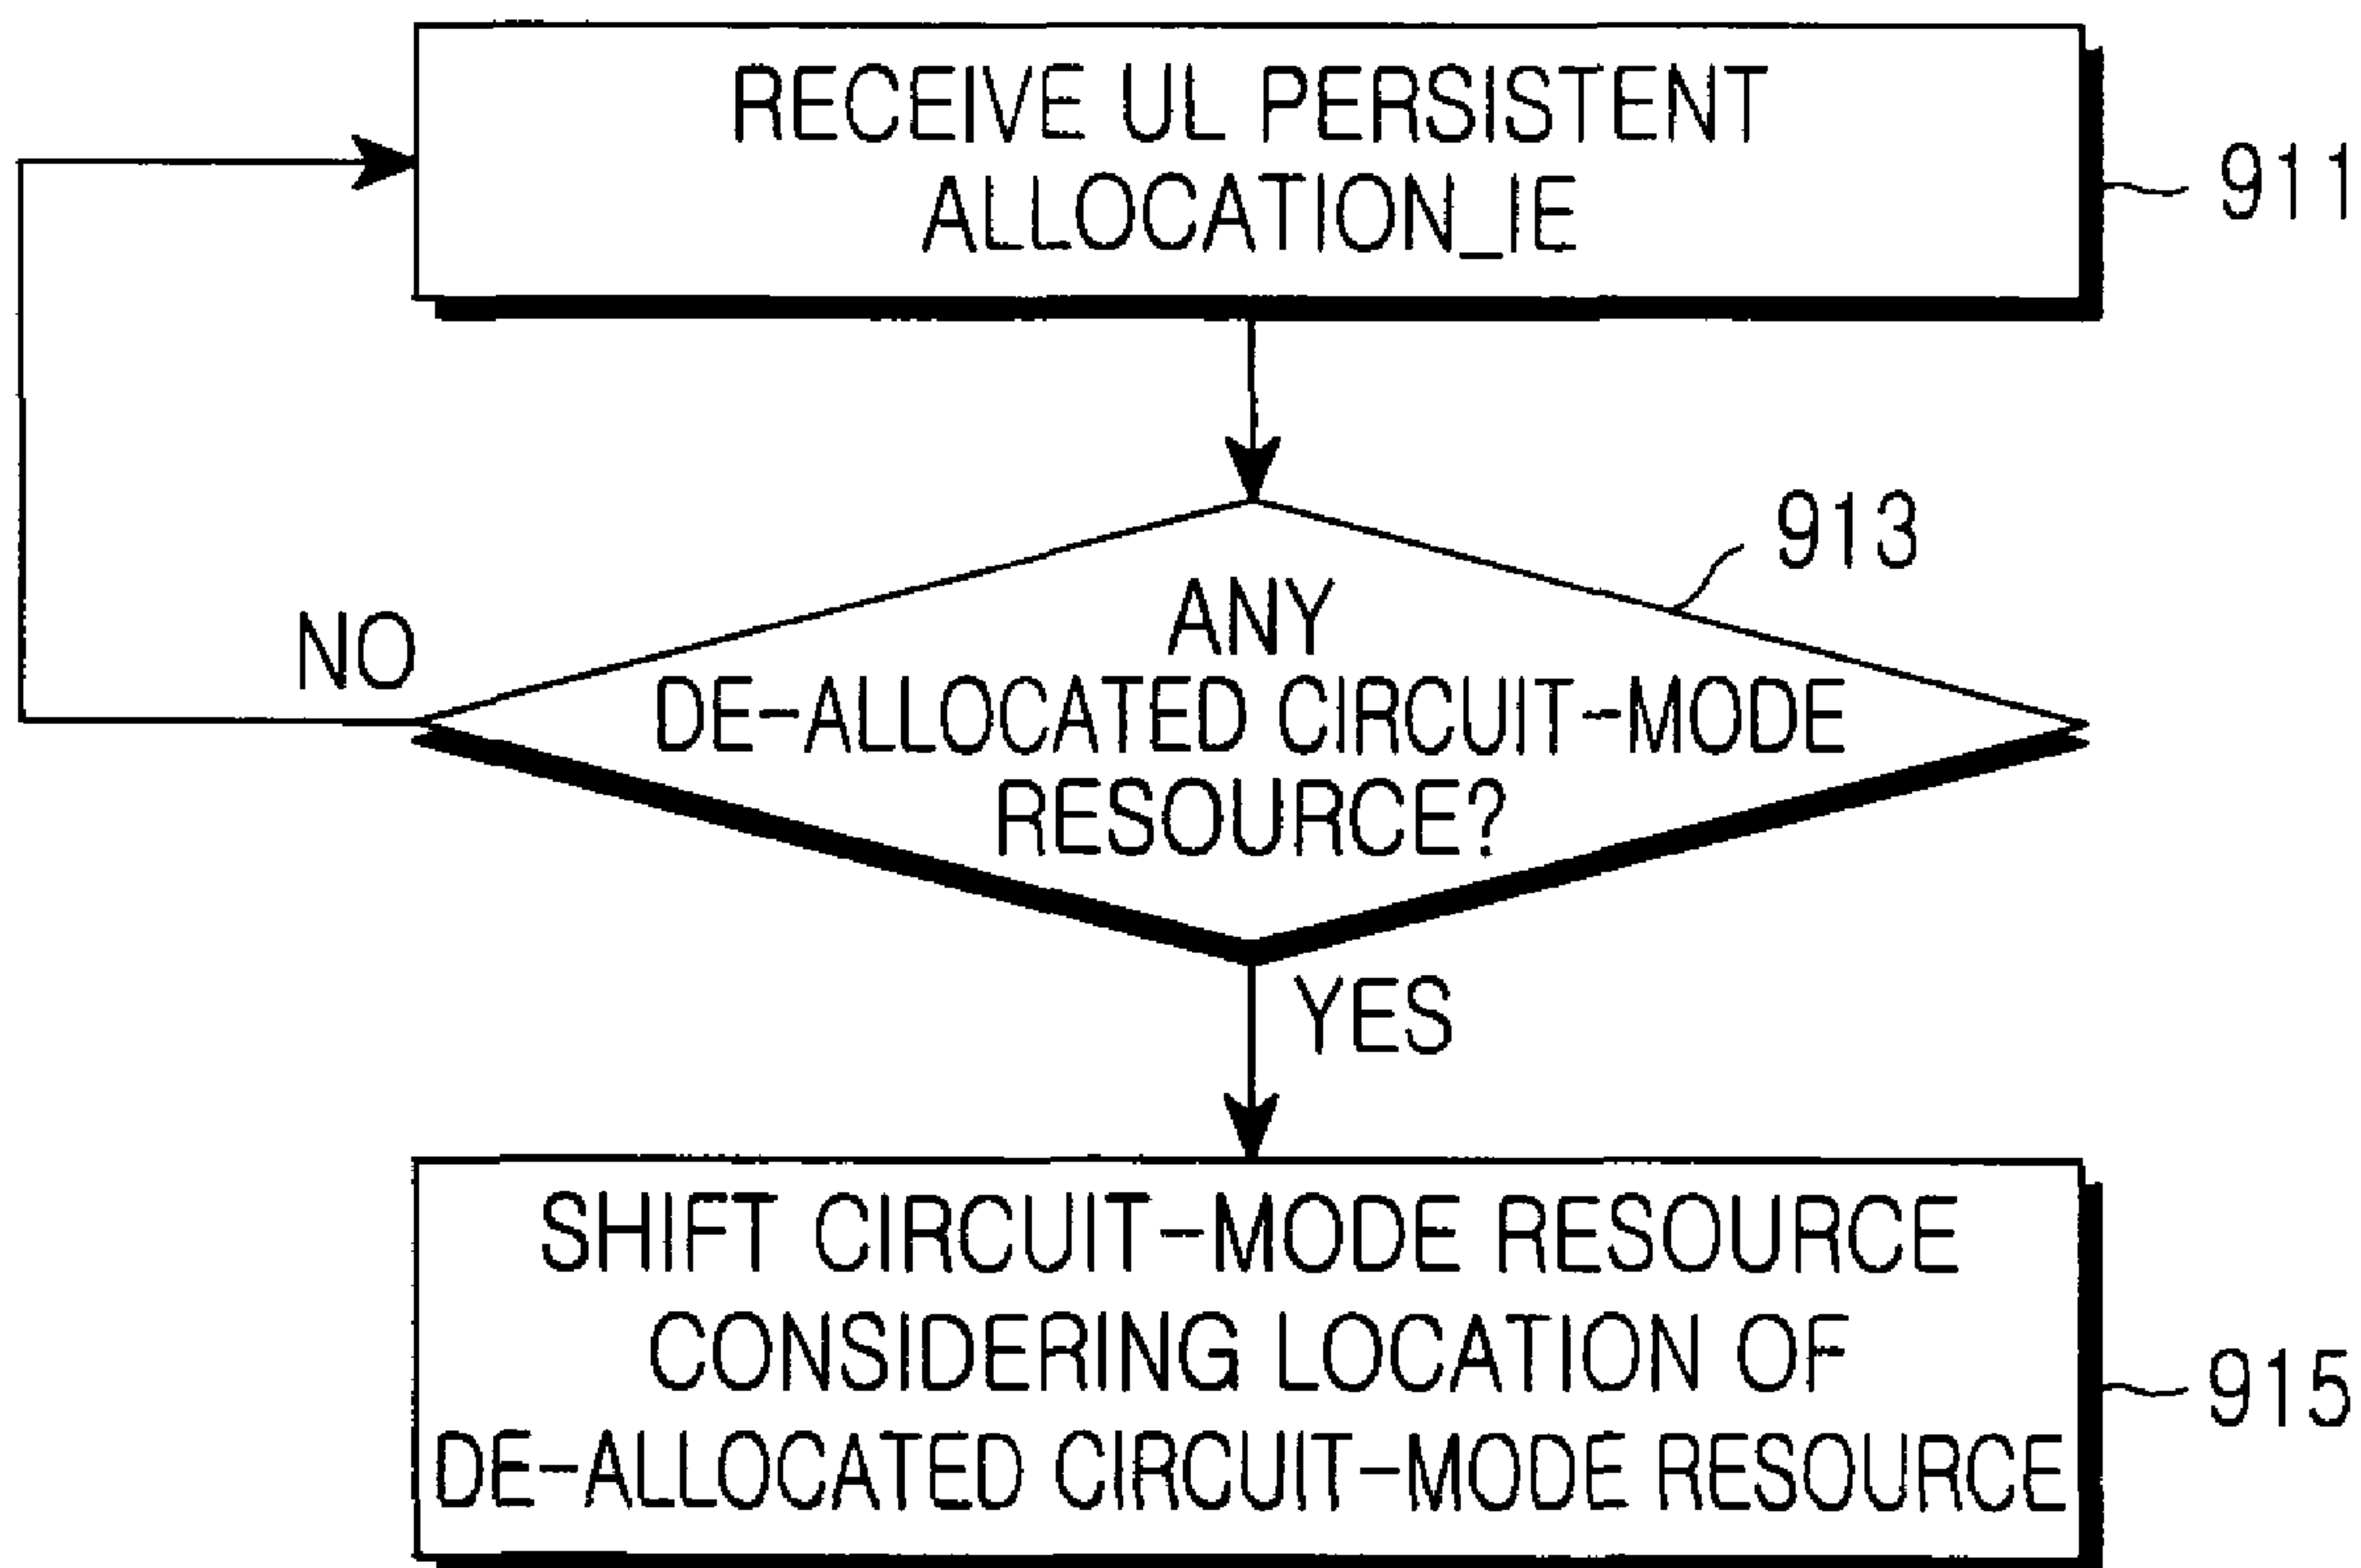 RECEIVE UL PERSISTENT
ALLOCATION_IE
911
913
ANY
DE-ALLOCATED CIRCUIT-MODE
RESOURCE?
NO
YES
SHIFT CIRCUIT-MODE RESOURCE
CONSIDERING LOCATION OF
DE-ALLOCATED CIRCUIT-MODE RESOURCE
915